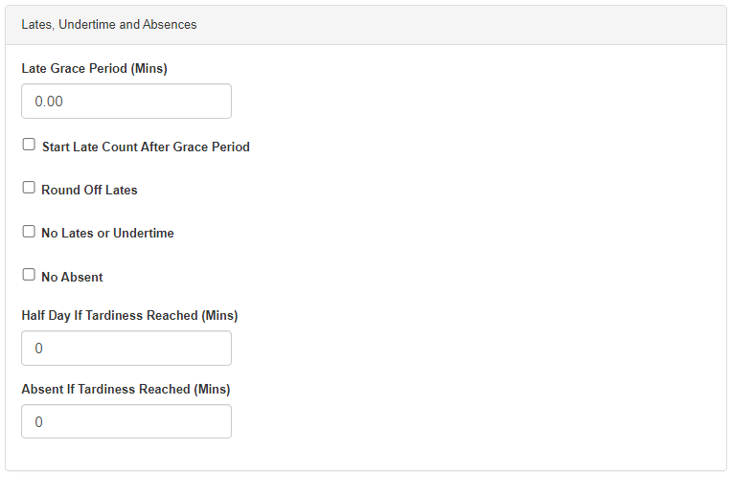 Lates, Undertime and Absences
Late Grace Period (Mins)
0.00
Start Late Count After Grace Period
Round Off Lates
No Lates or Undertime
No Absent
Half Day If Tardiness Reached (Mins)
0
Absent If Tardiness Reached (Mins)
0